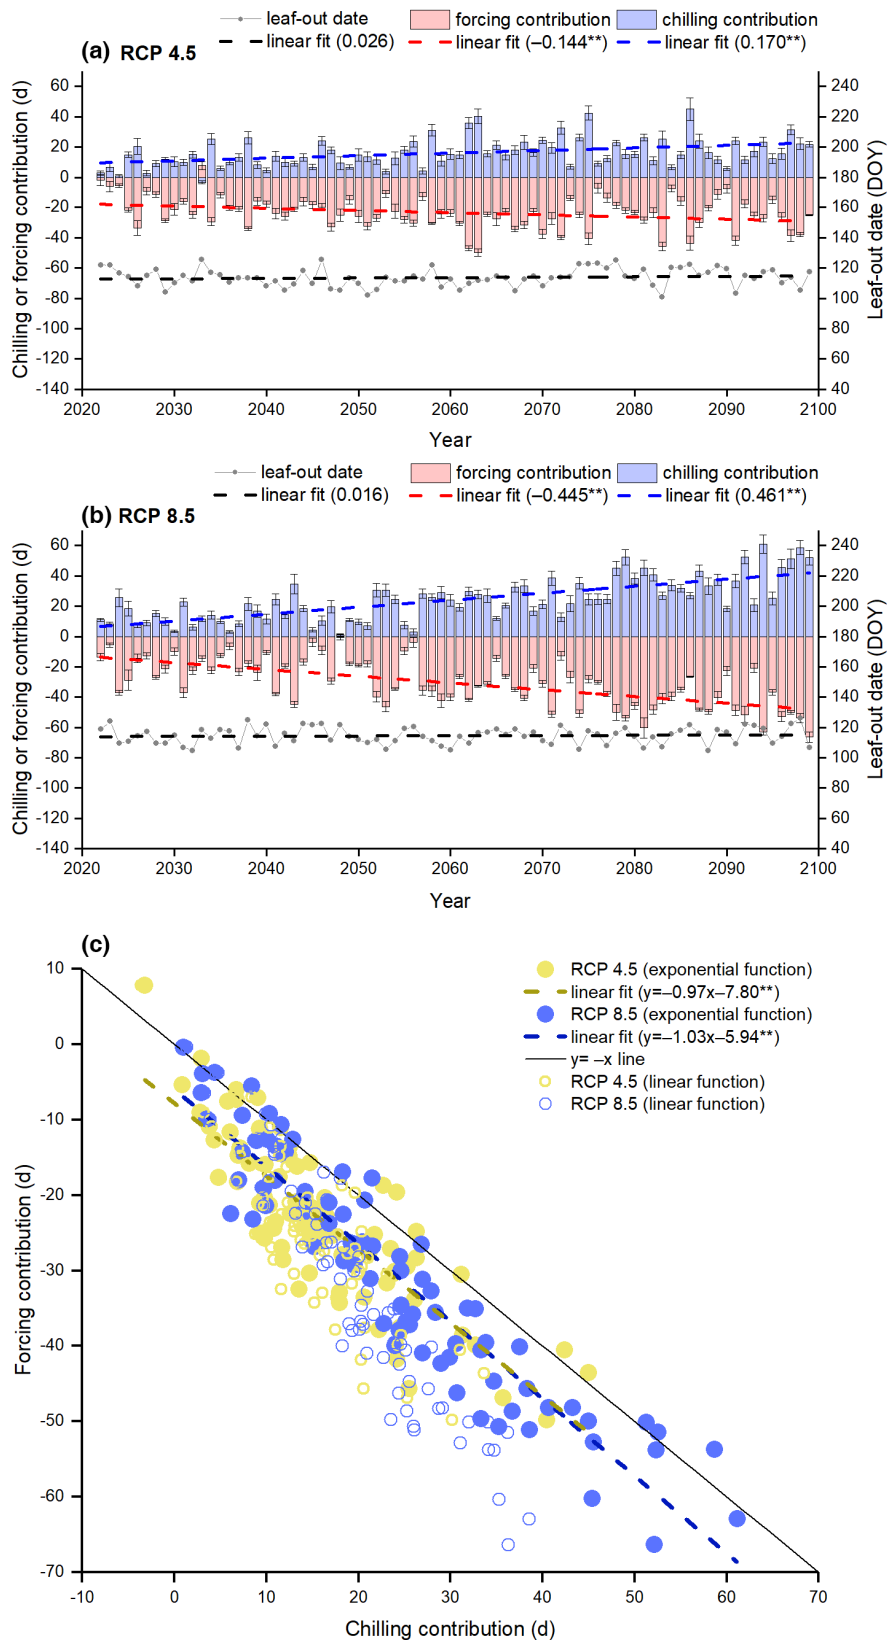 leaf-out date forcing contribution chilling contribution
linear fit (0.026) linear fit (–0.144**) linear fit (0.170**)
(a) RCP 4.5
60 40 20 0 -20 -40 -60 -80 -100 -120 -140
Chilling or forcing contribution (d)
240 220 200 180 160 140 120 100 80 60 40
Leaf-out date (DOY)
2020 2030 2040 2050 2060 2070 2080 2090 2100
Year
leaf-out date forcing contribution chilling contribution
linear fit (0.016) linear fit (–0.445**) linear fit (0.461**)
(b) RCP 8.5
60 40 20 0 -20 -40 -60 -80 -100 -120 -140
Chilling or forcing contribution (d)
240 220 200 180 160 140 120 100 80 60 40
Leaf-out date (DOY)
2020 2030 2040 2050 2060 2070 2080 2090 2100
Year
(c)
10 0 -10 -20 -30 -40 -50 -60 -70
Forcing contribution (d)
RCP 4.5 (exponential function)
linear fit (y=–0.97x–7.80**)
RCP 8.5 (exponential function)
linear fit (y=–1.03x–5.94**)
y= –x line
RCP 4.5 (linear function)
RCP 8.5 (linear function)
-10 0 10 20 30 40 50 60 70
Chilling contribution (d)